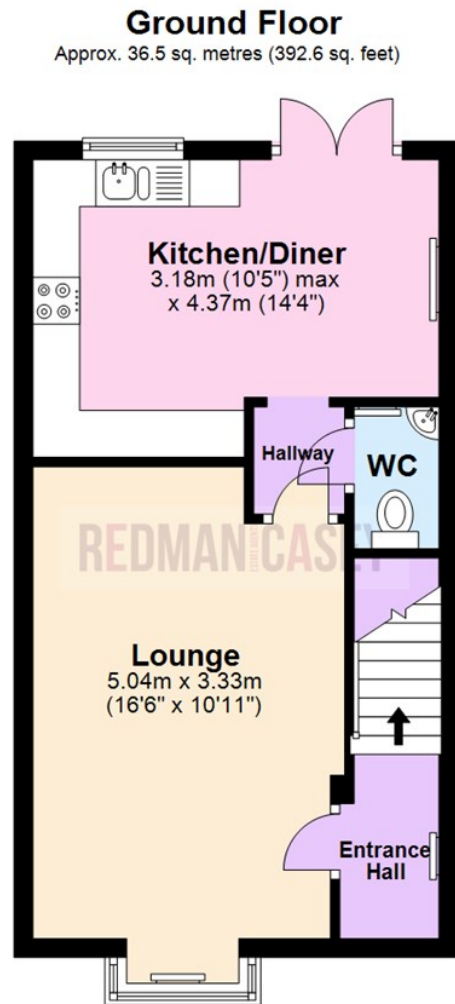 Ground Floor
Approx. 36.5 sq. metres (392.6 sq. feet)
Kitchen/Diner
3.18m (10'5") max
x 4.37m (14'4")
Hallway
WC
REDMAN CASEY
Lounge
5.04m x 3.33m
(16'6" x 10'11")
Entrance
Hall